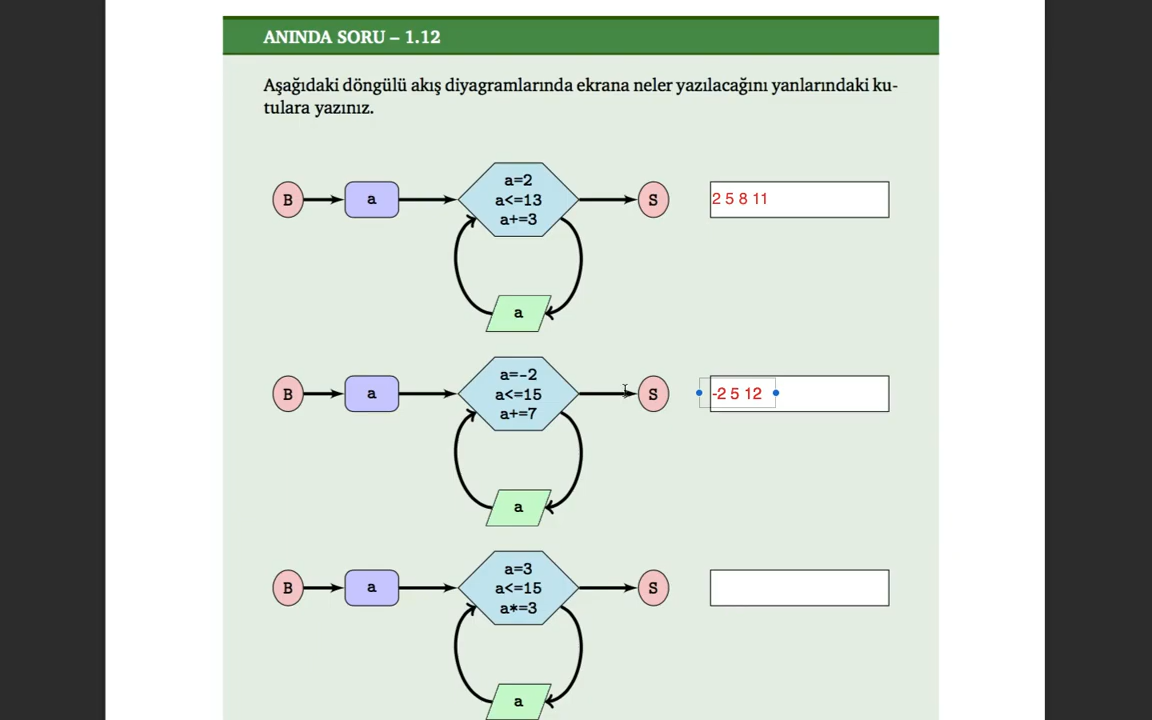 ANINDA SORU – 1.12
Aşağıdaki döngülü akış diyagramlarında ekrana neler yazılacağını yanlarındaki ku-
tulara yazınız.
B
a
a=2
a<=13
a+=3
S
2 5 8 11
a
B
a
a=-2
a<=15
a+=7
S
-2 5 12
a
B
a
a=3
a<=15
a*=3
S
a